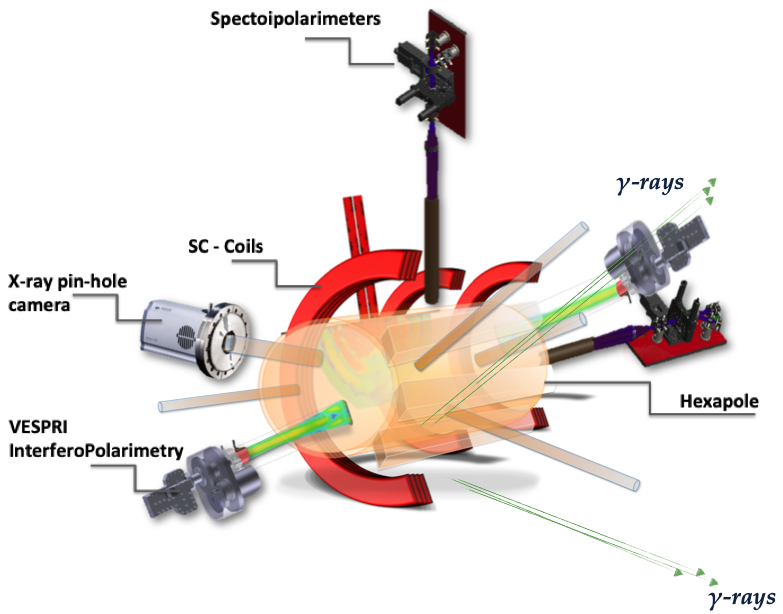 Spectoipolarimeters
γ-rays
SC - Coils
X-ray pin-hole
camera
Hexapole
VESPRI
InterferoPolarimetry
γ-rays